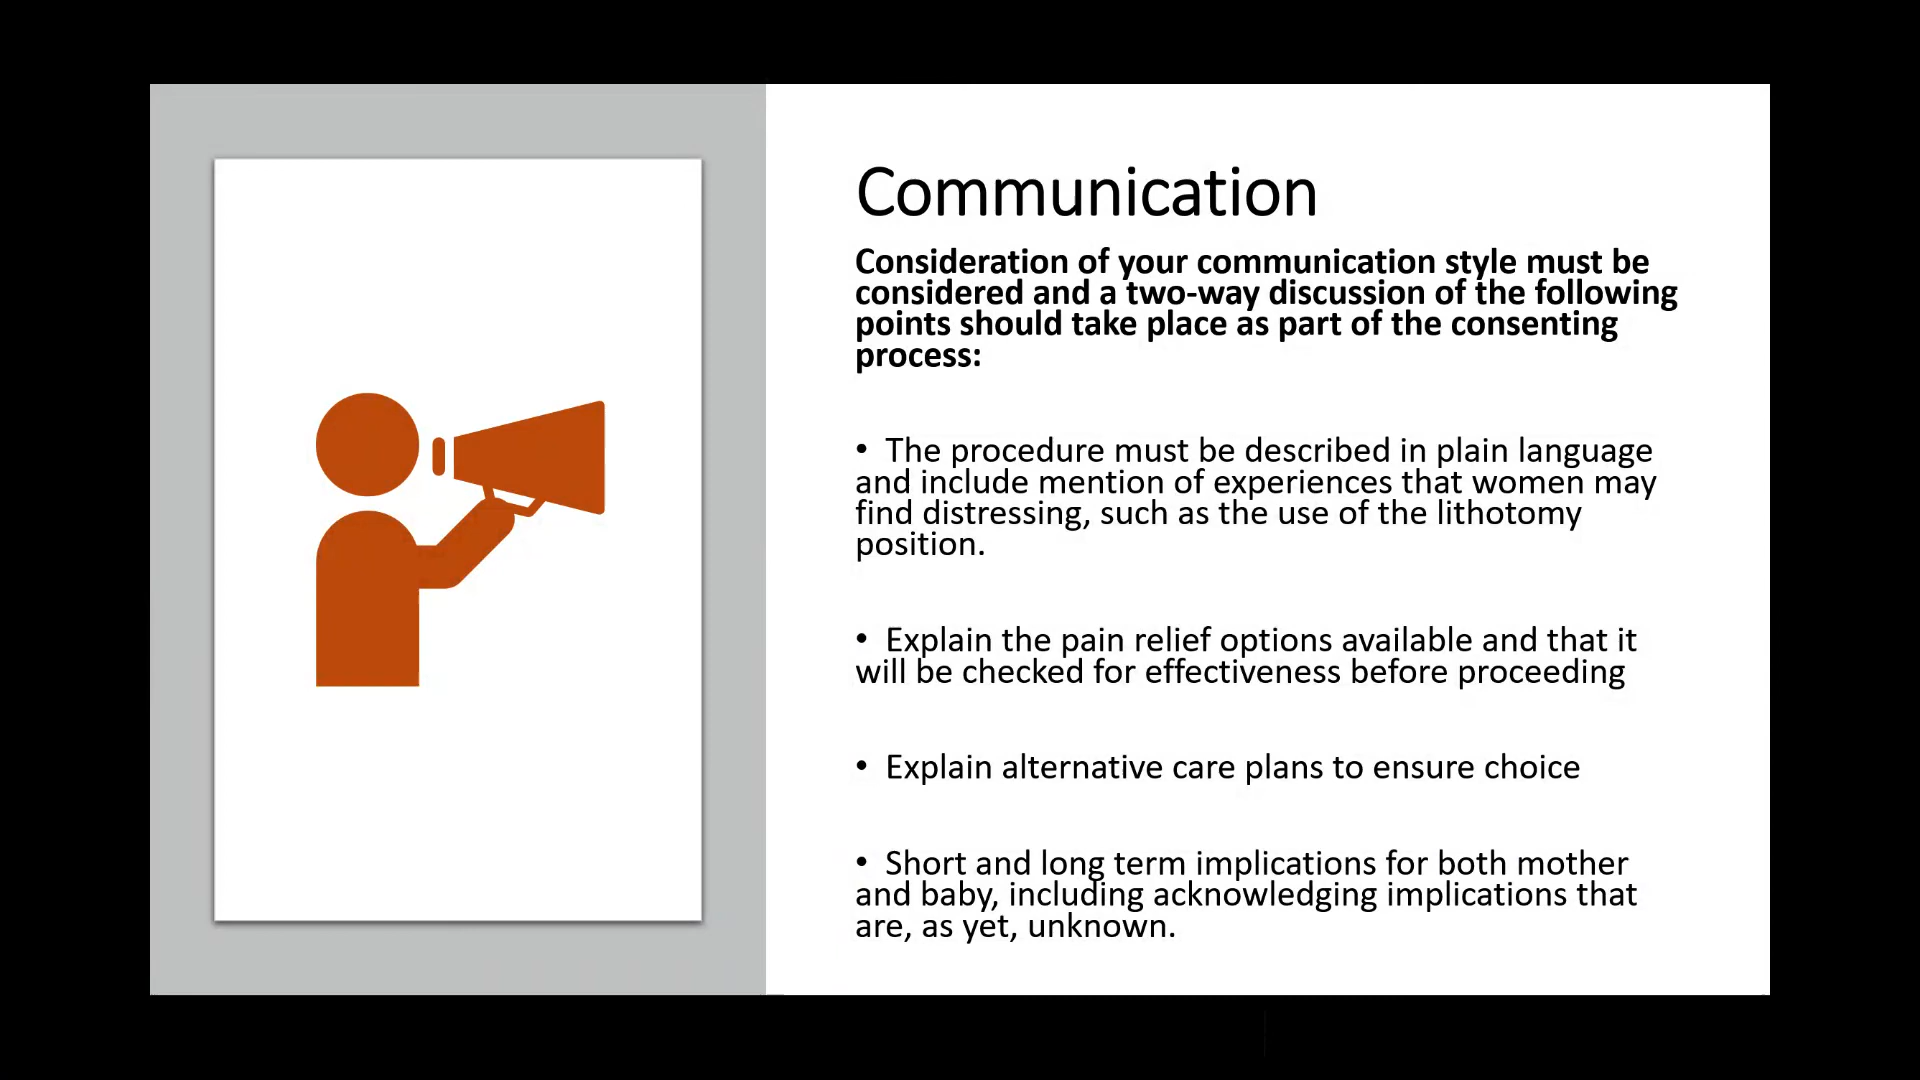 Communication
Consideration of your communication style must be
considered and a two-way discussion of the following
points should take place as part of the consenting
process:
• The procedure must be described in plain language
and include mention of experiences that women may
find distressing, such as the use of the lithotomy
position.
• Explain the pain relief options available and that it
will be checked for effectiveness before proceeding
• Explain alternative care plans to ensure choice
• Short and long term implications for both mother
and baby, including acknowledging implications that
are, as yet, unknown.